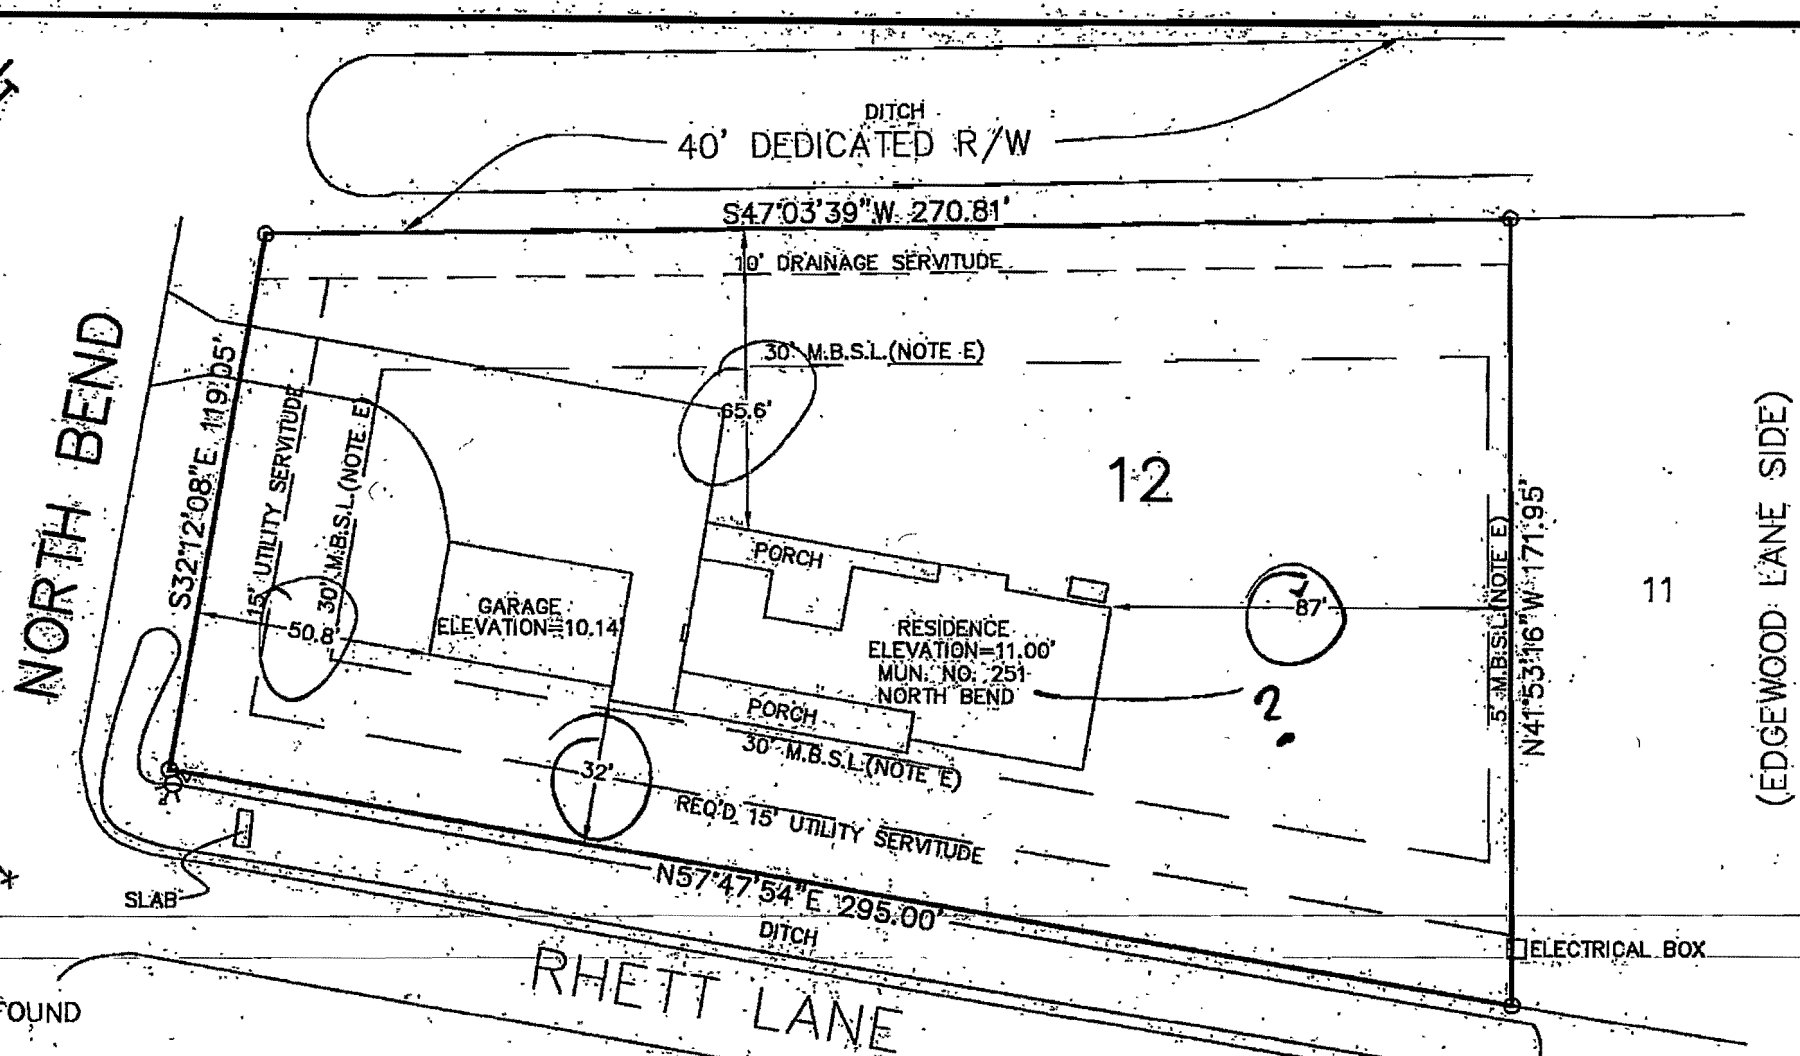 DITCH
40' DEDICATED R/W
S47°03'39"W 270.81'
10' DRAINAGE SERVITUDE
30' M.B.S.L.(NOTE E)
65.6'
NORTH BEND
S32°12'08"E 119.05'
15' UTILITY SERVITUDE
30' M.B.S.L.(NOTE E)
50.8'
12
PORCH
GARAGE
ELEVATION=10.14'
RESIDENCE
ELEVATION=11.00'
MUN. NO. 251
NORTH BEND
87'
2.
5' M.B.S.L.(NOTE E)
N41°53'16"W 171.95'
11
(EDGEWOOD LANE SIDE)
PORCH
30' M.B.S.L.(NOTE E)
32'
REQ'D 15' UTILITY SERVITUDE
N57°47'54"E 295.00'
SLAB
DITCH
ELECTRICAL BOX
RHETT LANE
FOUND